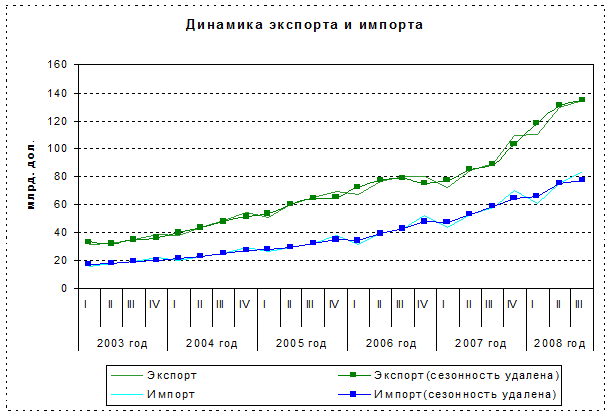 Динамика экспорта и импорта
млрд. дол.
160
140
120
100
80
60
40
20
0
I II III IV I II III IV I II III IV I II III IV I II III IV I II III
2003 год 2004 год 2005 год 2006 год 2007 год 2008 год
Экспорт Экспорт(сезонность удалена)
Импорт Импорт(сезонность удалена)